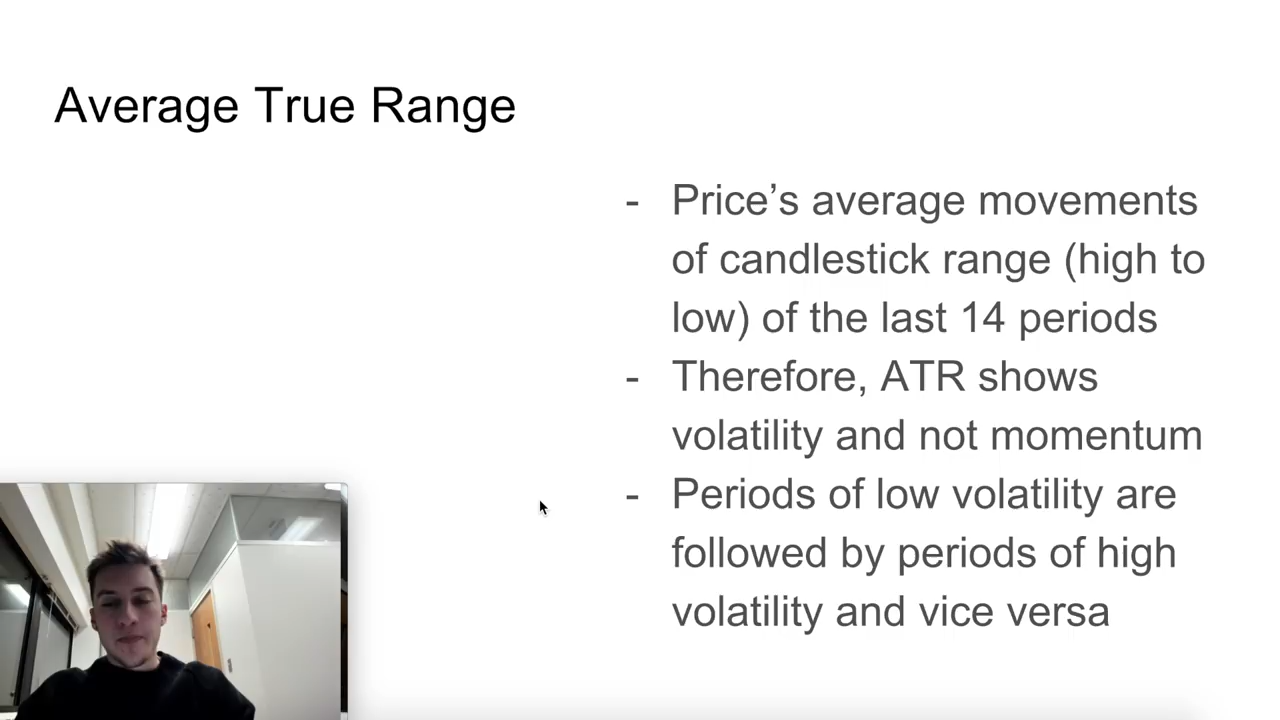 Average True Range
- Price’s average movements
of candlestick range (high to
low) of the last 14 periods
- Therefore, ATR shows
volatility and not momentum
- Periods of low volatility are
followed by periods of high
volatility and vice versa